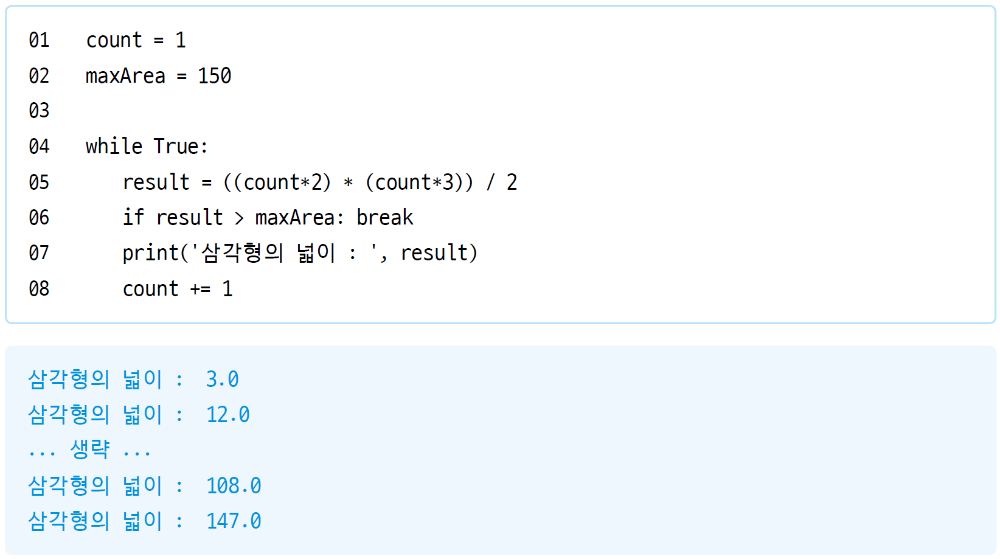 01 count = 1
02 maxArea = 150
03
04 while True:
05 result = ((count*2) * (count*3)) / 2
06 if result > maxArea: break
07 print('삼각형의 넓이 : ', result)
08 count += 1
삼각형의 넓이 : 3.0
삼각형의 넓이 : 12.0
... 생략 ...
삼각형의 넓이 : 108.0
삼각형의 넓이 : 147.0